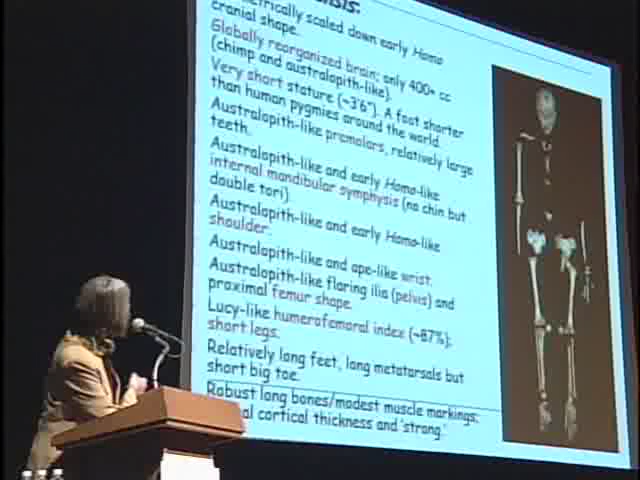 scaled down early Homo
cranial shape.
Globally reorganized brain; only 400+ cc
(chimp and australopith-like).
Very short stature (~3'6"). A foot shorter
than human pygmies around the world.
Australopith-like premolars, relatively large
teeth.
Australopith-like and early Homo-like
internal mandibular symphysis (no chin but
double tori).
Australopith-like and early Homo-like
shoulder.
Australopith-like and ape-like wrist.
Australopith-like flaring ilia (pelvis) and
proximal femur shape.
Lucy-like humerofemoral index (~87%);
short legs.
Relatively long feet, long metatarsals but
short big toe.
Robust long bones/modest muscle markings;
cortical thickness and 'strong.'